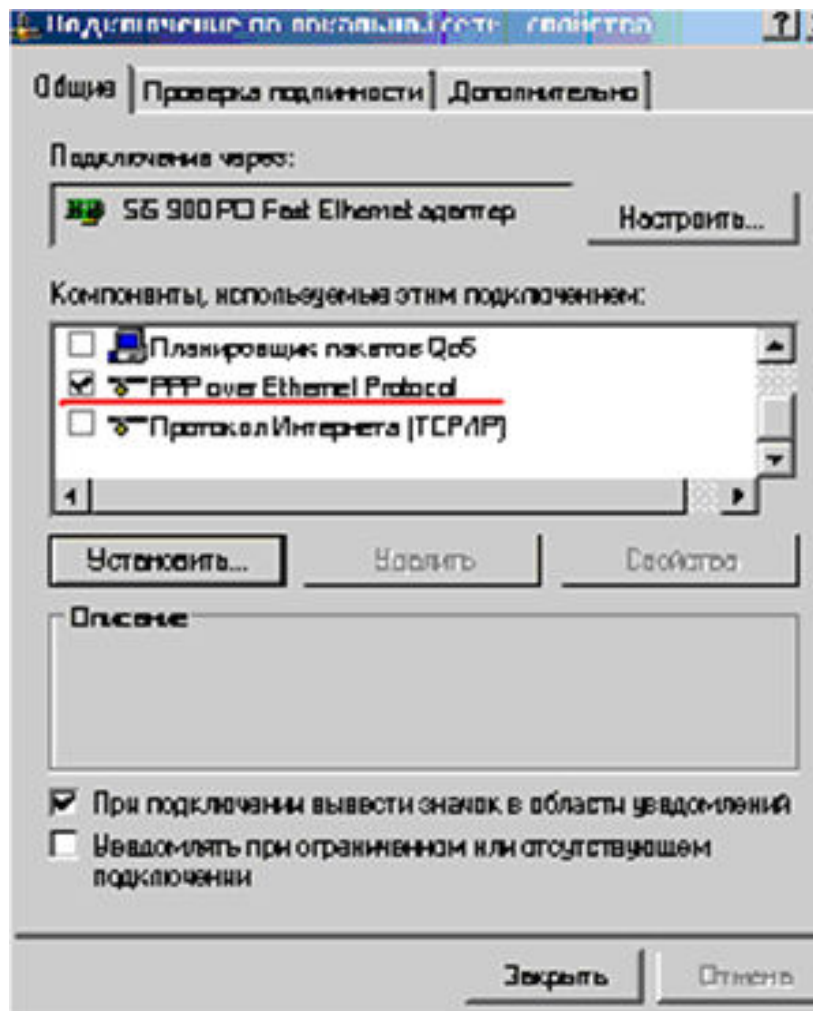 Подключение по локальной сети - свойства
Общие Проверка подлинности Дополнительно
Подключение через:
SiS 900 PCI Fast Ethernet адаптер
Настроить...
Компоненты, используемые этим подключением:
Планировщик пакетов QoS
PPP over Ethernet Protocol
Протокол Интернета (TCP/IP)
Установить... Удалить Свойства
Описание
При подключении вывести значок в области уведомлений
Уведомлять при ограниченном или отсутствующем
подключении
Закрыть Отмена